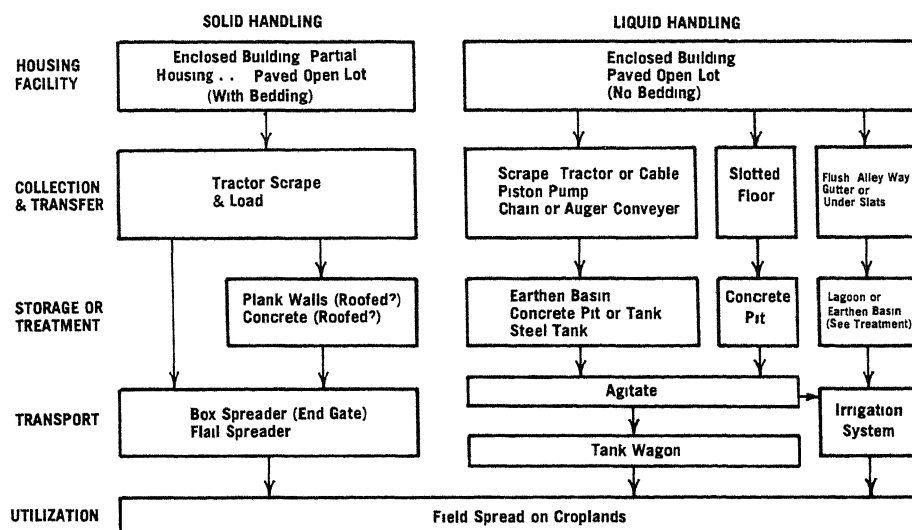 SOLID HANDLING
LIQUID HANDLING
HOUSING
FACILITY
Enclosed Building Partial
Housing . . Paved Open Lot
(With Bedding)
Enclosed Building
Paved Open Lot
(No Bedding)
COLLECTION
& TRANSFER
Tractor Scrape
& Load
Scrape Tractor or Cable
Piston Pump
Chain or Auger Conveyer
Slotted
Floor
Flush Alley Way
Gutter or
Under Slats
STORAGE OR
TREATMENT
Plank Walls (Roofed?)
Concrete (Roofed?)
Earthen Basin
Concrete Pit or Tank
Steel Tank
Concrete
Pit
Lagoon or
Earthen Basin
(See Treatment)
TRANSPORT
Box Spreader (End Gate)
Flail Spreader
Agitate
Irrigation
System
Tank Wagon
UTILIZATION
Field Spread on Croplands